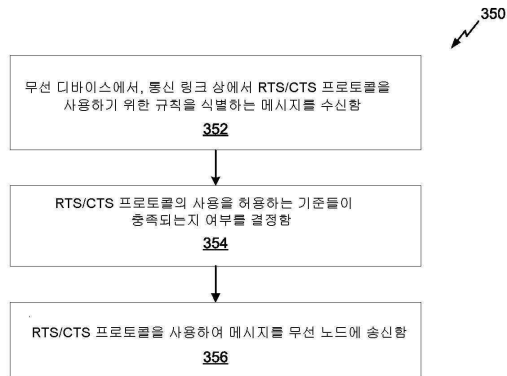 350
무선 디바이스에서, 통신 링크 상에서 RTS/CTS 프로토콜을
사용하기 위한 규칙을 식별하는 메시지를 수신함
352
RTS/CTS 프로토콜의 사용을 허용하는 기준들이
충족되는지 여부를 결정함
354
RTS/CTS 프로토콜을 사용하여 메시지를 무선 노드에 송신함
356